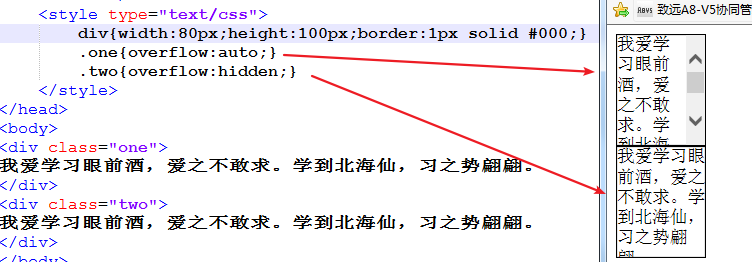 <style type="text/css">
div{width:80px;height:100px;border:1px solid #000;}
.one{overflow:auto;}
.two{overflow:hidden;}
</style>
</head>
<body>
<div class="one">
我爱学习眼前酒，爱之不敢求。学到北海仙，习之势翩翩。
</div>
<div class="two">
我爱学习眼前酒，爱之不敢求。学到北海仙，习之势翩翩。
</div>
</body>
A8V5 致远A8-V5协同管
我爱学
习眼前
酒，爱
之不敢
求。学
到北海
我爱学习眼
前酒，爱之
不敢求。学
到北海仙，
习之势翩
翩。